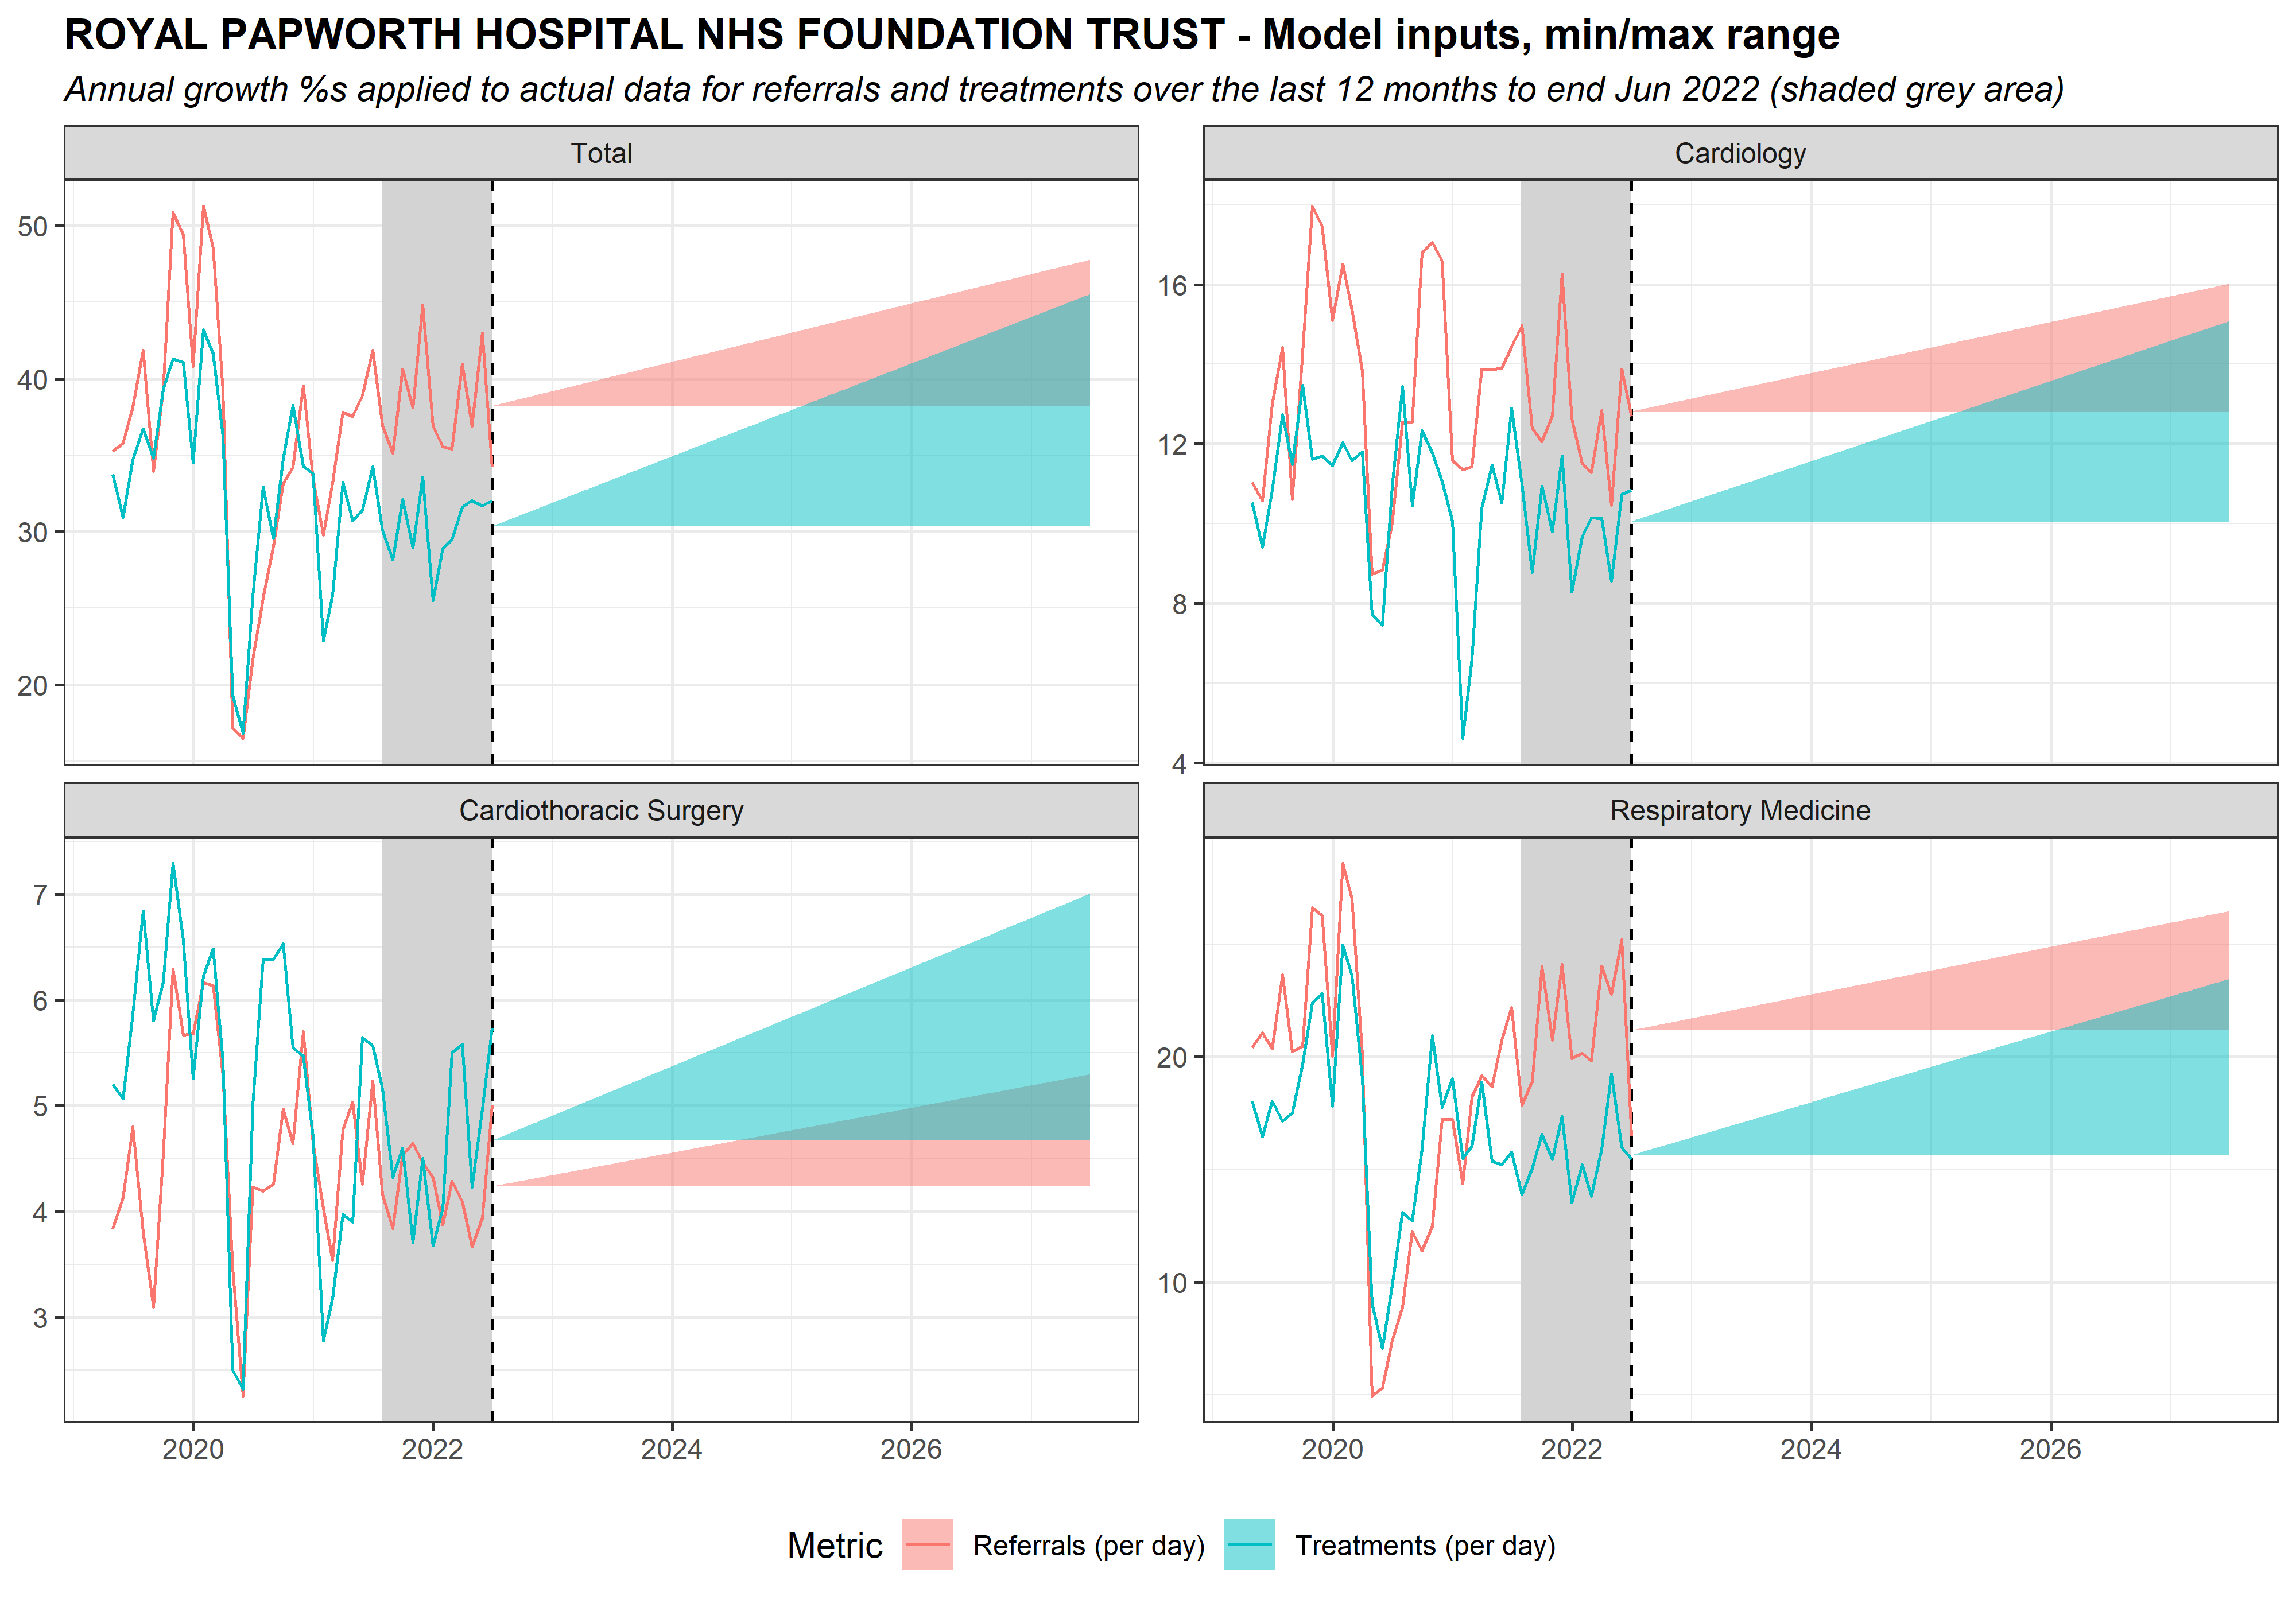 ROYAL PAPWORTH HOSPITAL NHS FOUNDATION TRUST - Model inputs, min/max range
Annual growth %s applied to actual data for referrals and treatments over the last 12 months to end Jun 2022 (shaded grey area)
Total
Cardiology
50
40
30
20
16
12
8
4
Cardiothoracic Surgery
Respiratory Medicine
7
6
5
4
3
20
10
2020
2022
2024
2026
2020
2022
2024
2026
Metric
Referrals (per day)
Treatments (per day)